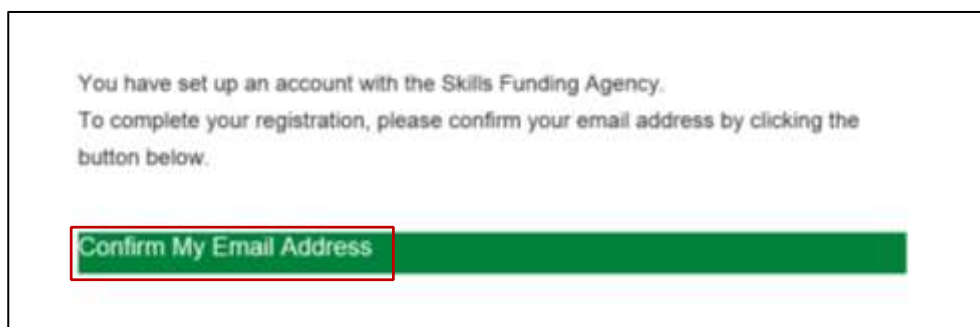 You have set up an account with the Skills Funding Agency.
To complete your registration, please confirm your email address by clicking the
button below.
Confirm My Email Address